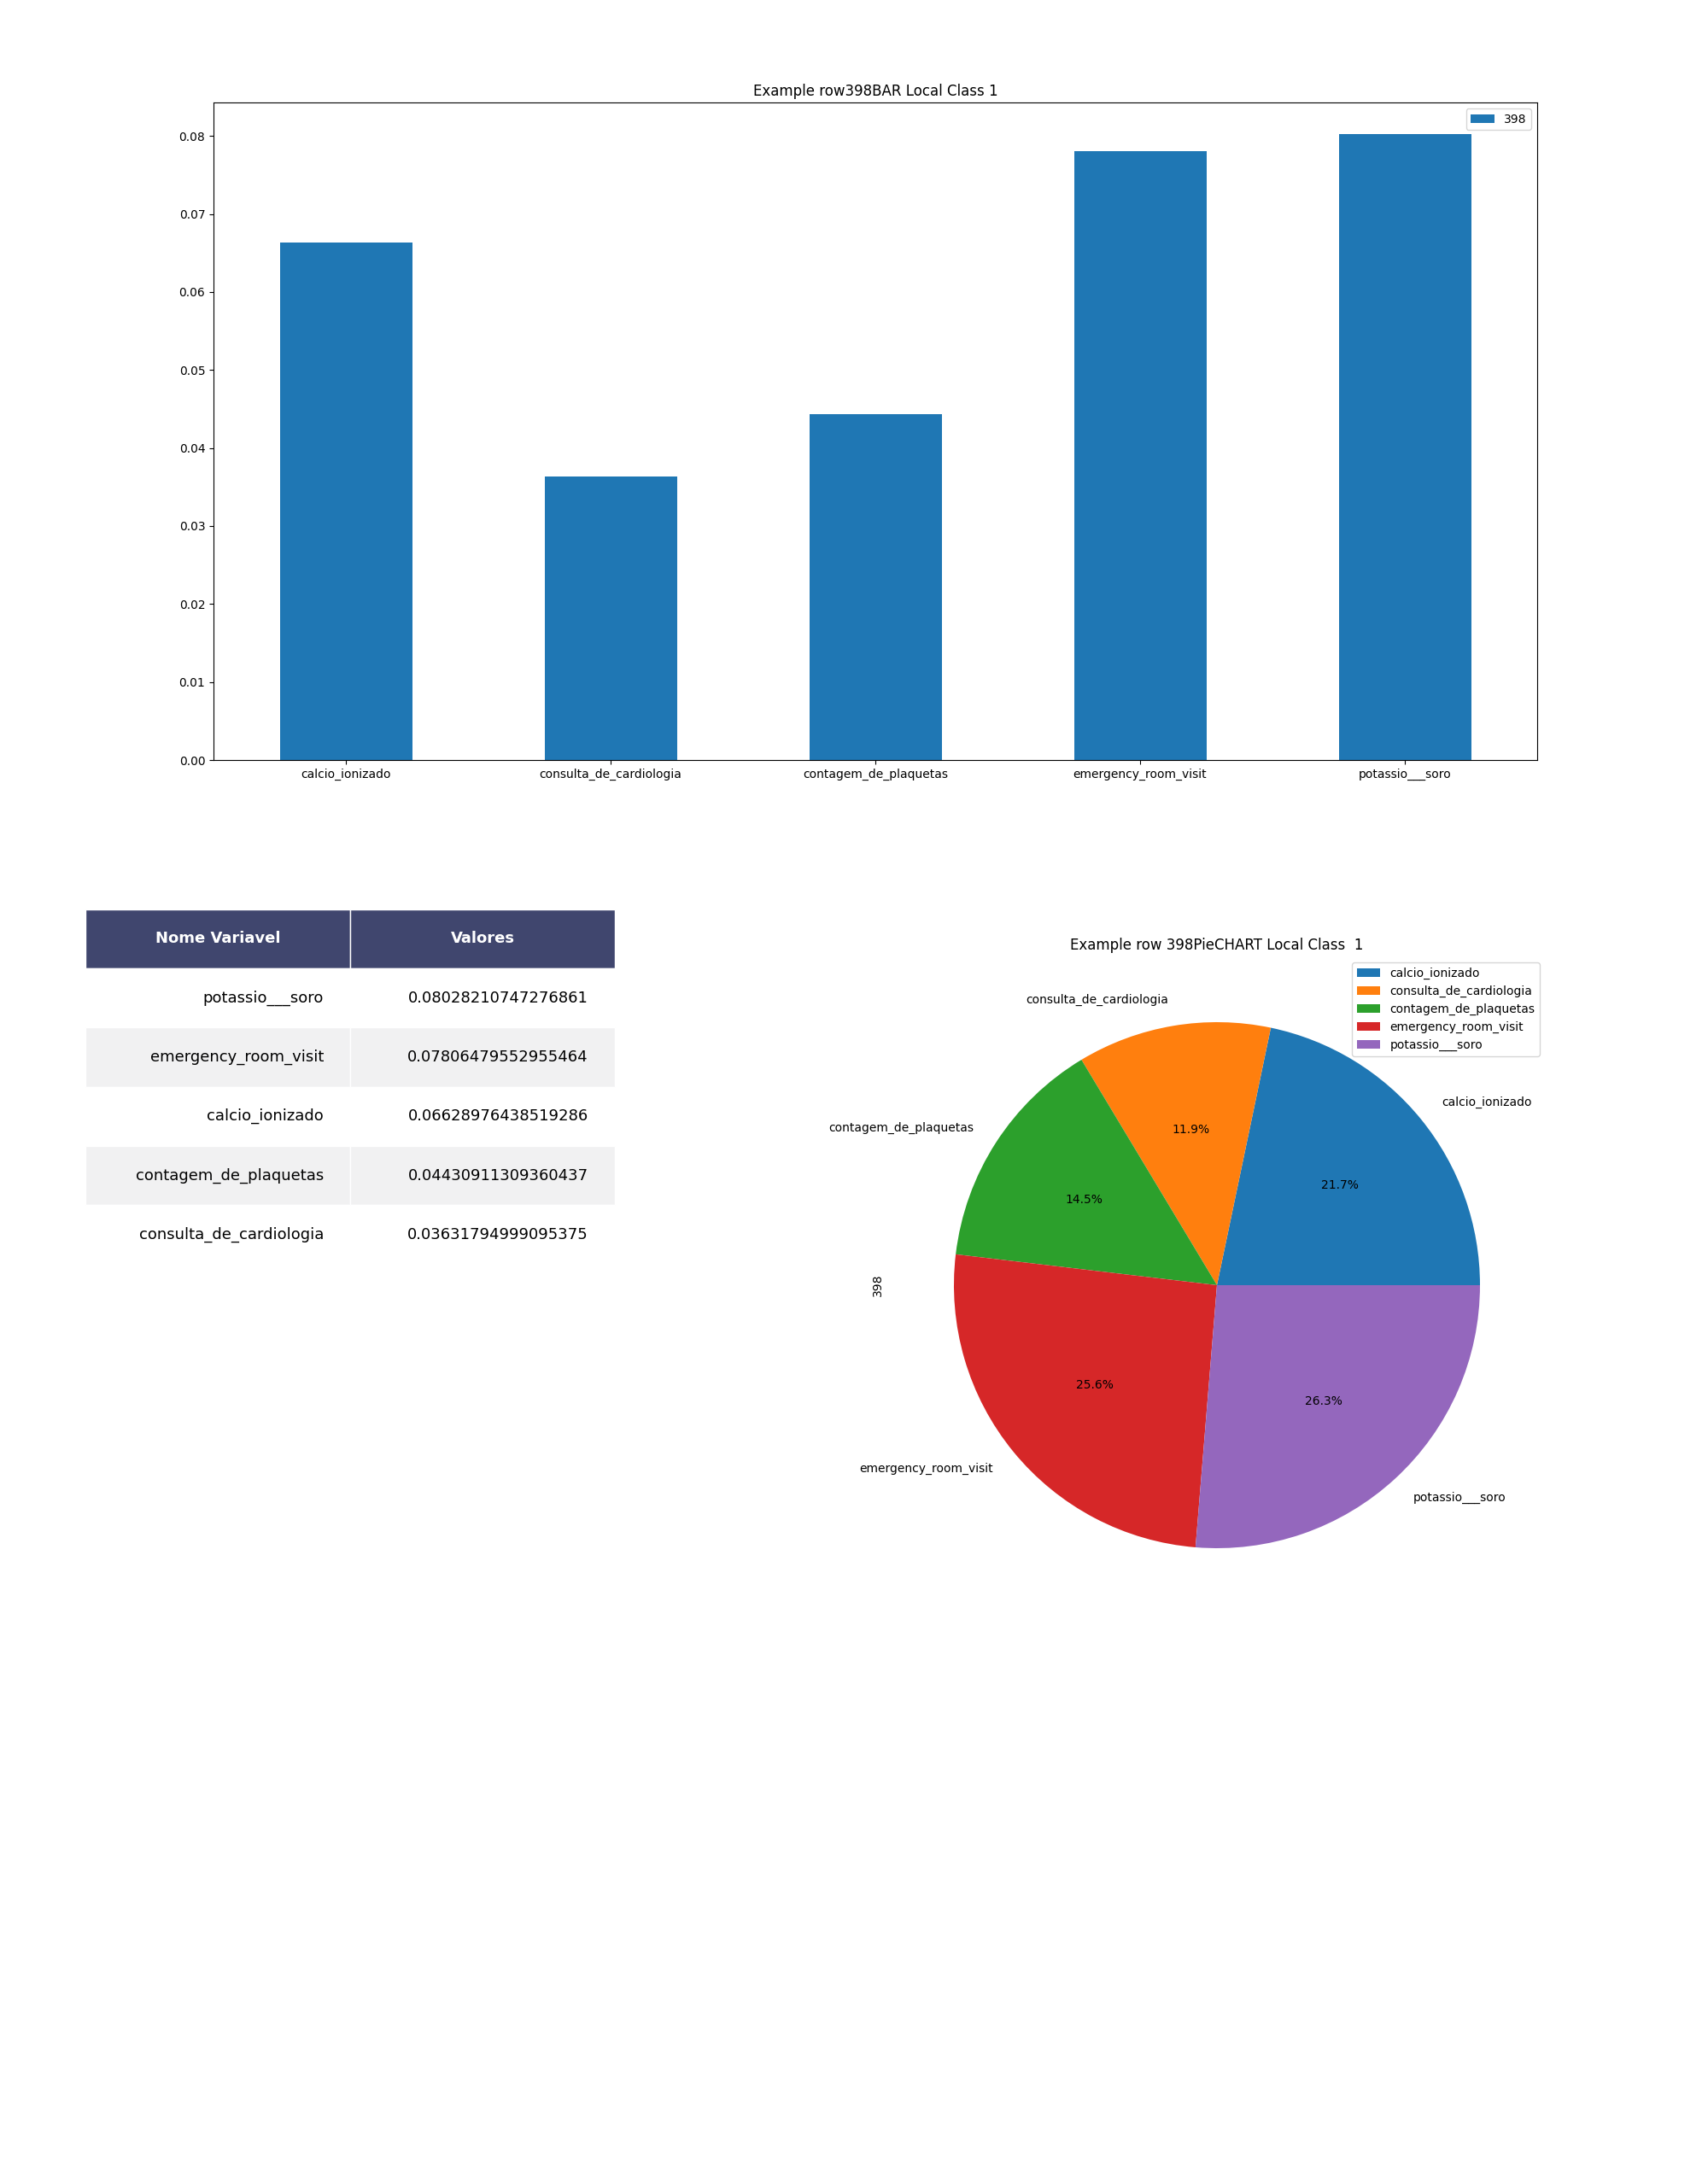 Example row398BAR Local Class 1
398
0.08
0.07
0.06
0.05
0.04
0.03
0.02
0.01
0.00
calcio_ionizado
consulta_de_cardiologia
contagem_de_plaquetas
emergency_room_visit
potassio___soro
Nome Variavel Valores
potassio___soro 0.08028210747276861
emergency_room_visit 0.07806479552955464
calcio_ionizado 0.06628976438519286
contagem_de_plaquetas 0.04430911309360437
consulta_de_cardiologia 0.03631794999095375
Example row 398PieCHART Local Class  1
calcio_ionizado
consulta_de_cardiologia
contagem_de_plaquetas
emergency_room_visit
potassio___soro
consulta_de_cardiologia
calcio_ionizado
contagem_de_plaquetas
11.9%
21.7%
14.5%
398
25.6%
26.3%
emergency_room_visit
potassio___soro